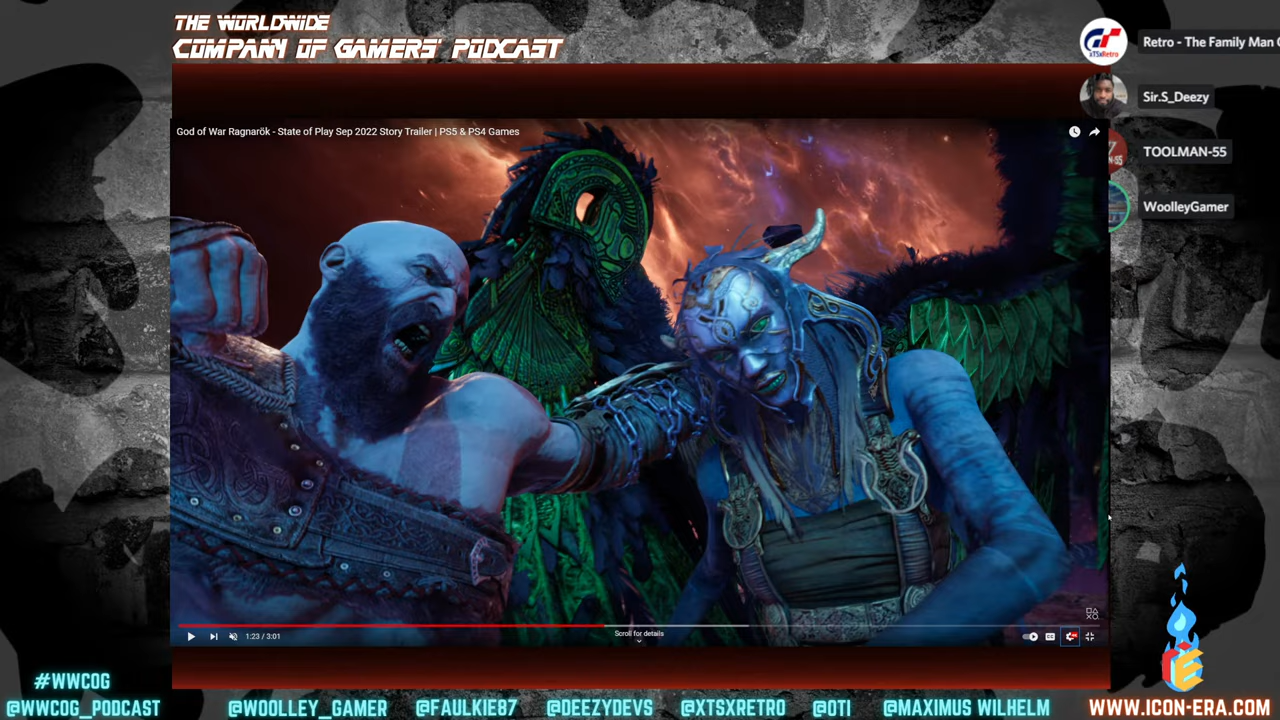 THE WORLDWIDE
COMPANY OF GAMERS' PODCAST
xTSxRetro
Retro - The Family Man
Sir.S_Deezy
TOOLMAN-55
WoolleyGamer
God of War Ragnarök - State of Play Sep 2022 Story Trailer | PS5 & PS4 Games
1:23 / 3:01
Scroll for details
#WWCOG
@WWCOG_PODCAST
@WOOLLEY_GAMER
@FAULKIE87
@DEEZYDEVS
@XTSXRETRO
@OTI
@MAXIMUS WILHELM
WWW.ICON-ERA.COM